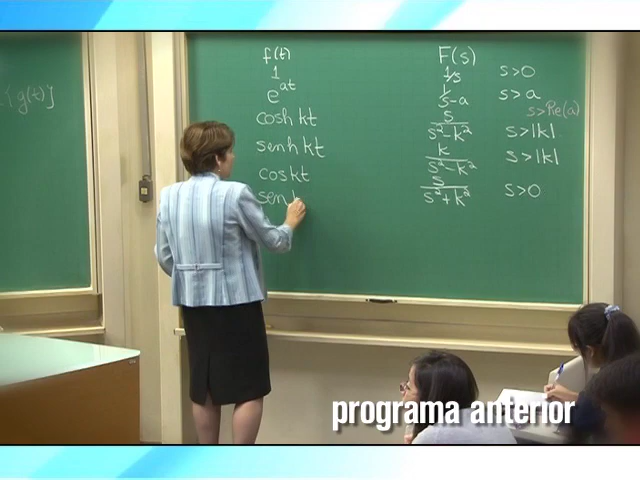 {g(t)}
f(t) F(s)
1 1/s s>0
e^at 1/(s-a) s>a
s>Re(a)
cosh kt s/(s²-k²) s>|k|
senh kt k/(s²-k²) s>|k|
cos kt s/(s²+k²) s>0
sen
programa anterior